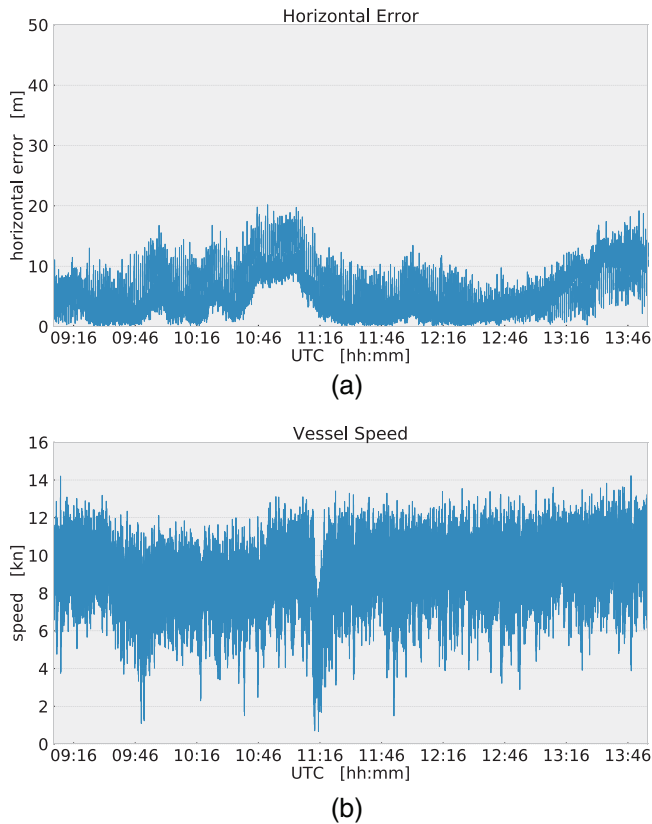 Horizontal Error
50
40
30
20
10
0
horizontal error [m]
09:16 09:46 10:16 10:46 11:16 11:46 12:16 12:46 13:16 13:46
UTC [hh:mm]
(a)
Vessel Speed
16
14
12
10
8
6
4
2
0
speed [kn]
09:16 09:46 10:16 10:46 11:16 11:46 12:16 12:46 13:16 13:46
UTC [hh:mm]
(b)